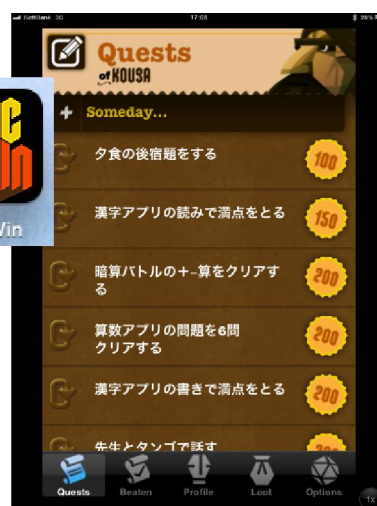 SoftBank 3G 17:08 28%
Quests
of KOUSA
Someday...
夕食の後宿題をする
100
漢字アプリの読みで満点をとる
150
暗算バトルの+-算をクリアす
る
200
算数アプリの問題を6問
クリアする
200
漢字アプリの書きで満点をとる
200
先生とタンゴで話す
Quests Beaten Profile Loot Options
1x
Win